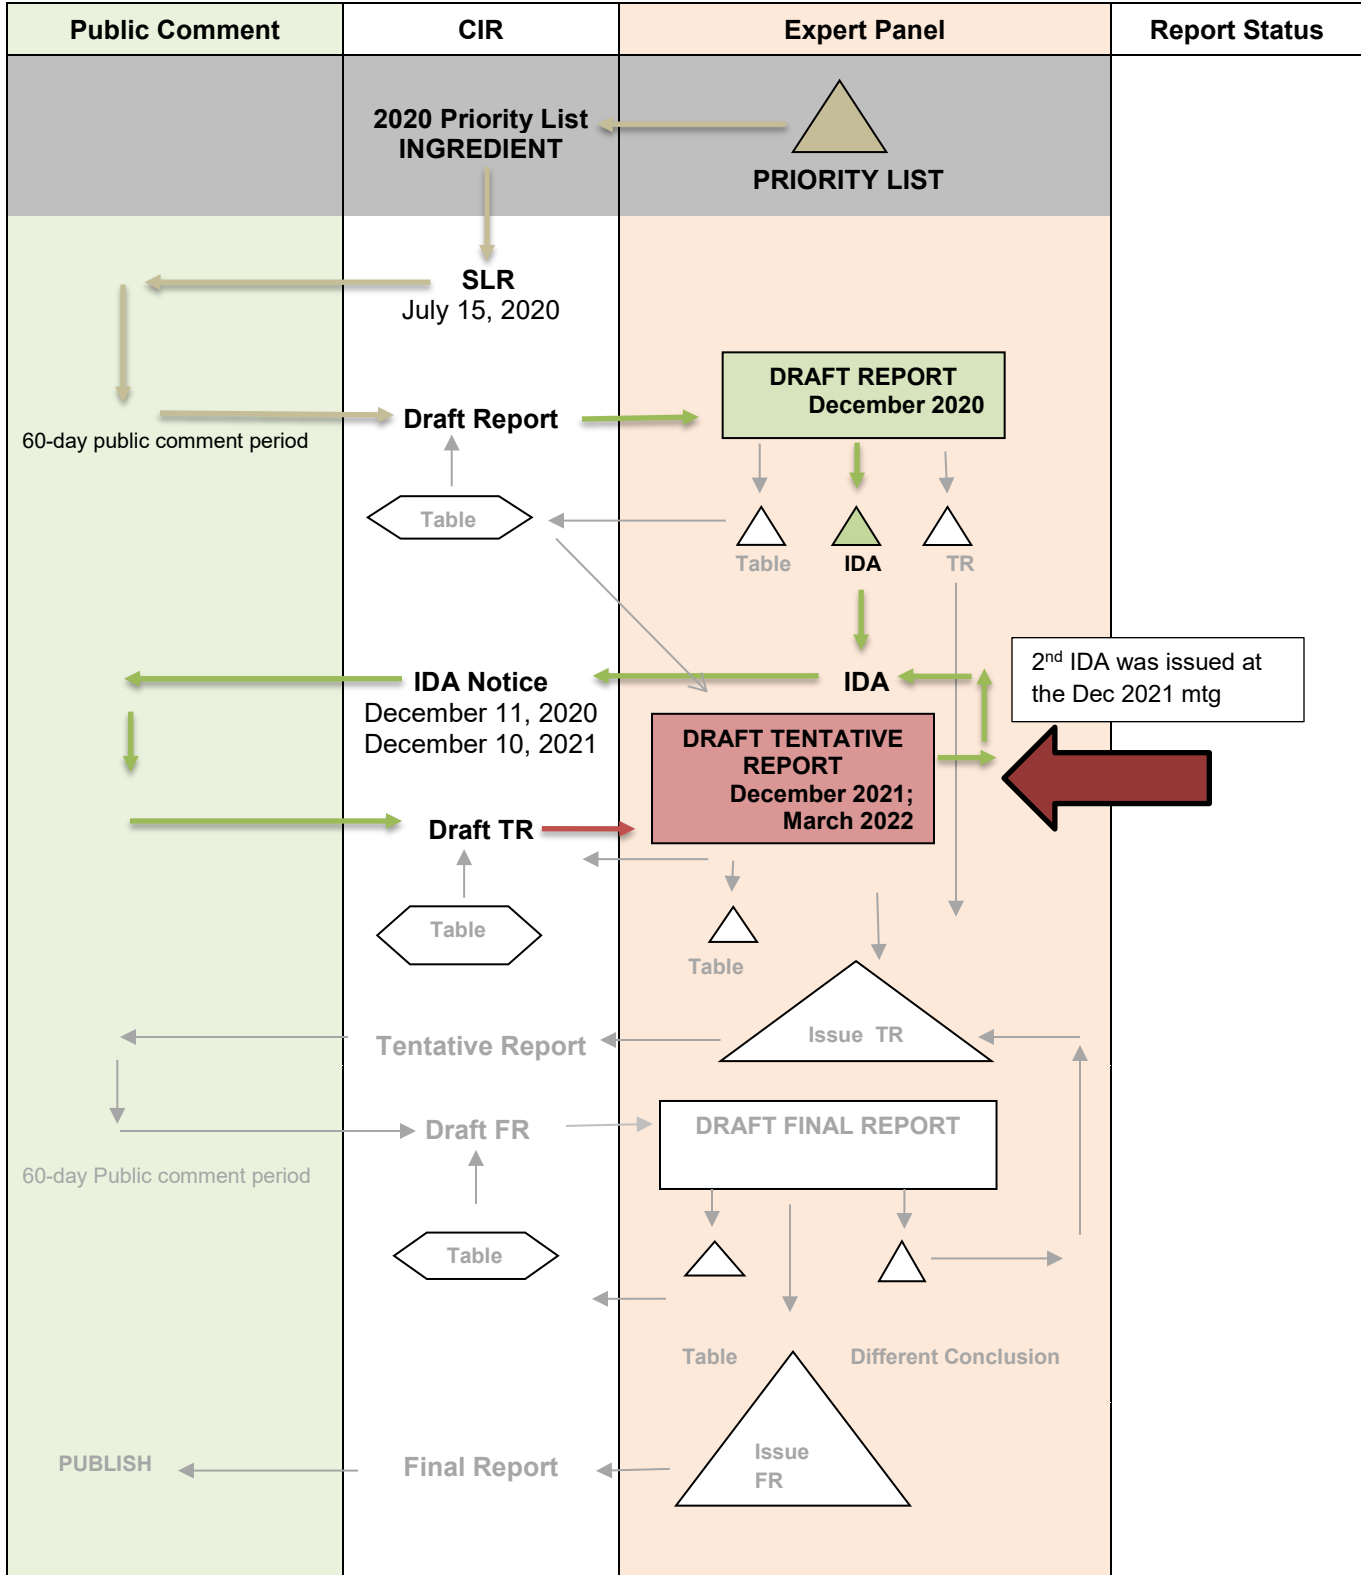 Public Comment
CIR
Expert Panel
Report Status
2020 Priority List
INGREDIENT
PRIORITY LIST
SLR
July 15, 2020
60-day public comment period
Draft Report
DRAFT REPORT
December 2020
Table
Table
IDA
TR
IDA Notice
December 11, 2020
December 10, 2021
IDA
2nd IDA was issued at
the Dec 2021 mtg
DRAFT TENTATIVE
REPORT
December 2021;
March 2022
Draft TR
Table
Table
Tentative Report
Issue TR
60-day Public comment period
Draft FR
DRAFT FINAL REPORT
Table
Table
Different Conclusion
PUBLISH
Final Report
Issue
FR